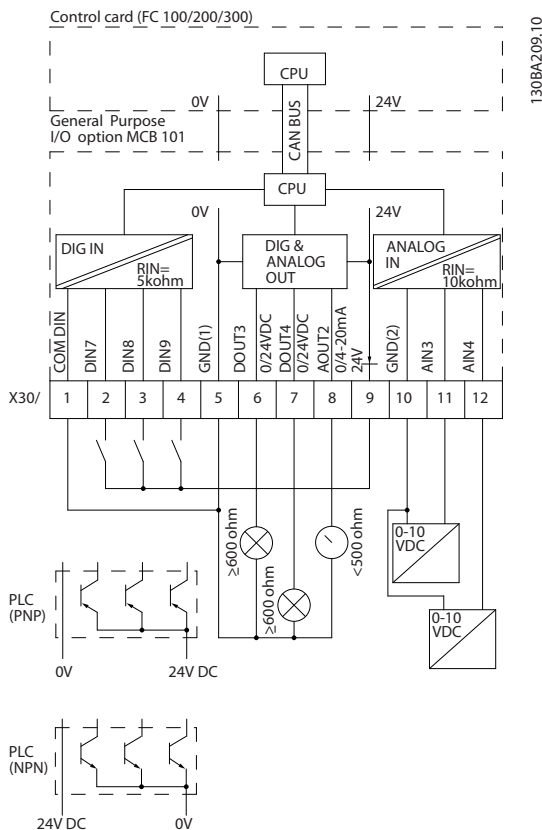 Control card (FC 100/200/300)
130BA209.10
CPU
0V
24V
General Purpose
I/O option MCB 101
CAN BUS
CPU
0V
24V
DIG IN
RIN=
5kohm
DIG &
ANALOG
OUT
ANALOG
IN
RIN=
10kohm
COM DIN
DIN7
DIN8
DIN9
GND(1)
DOUT3
0/24VDC
DOUT4
0/24VDC
AOUT2
0/4-20mA
24V
GND(2)
AIN3
AIN4
X30/ 1 2 3 4 5 6 7 8 9 10 11 12
≥600 ohm
≥600 ohm
<500 ohm
0-10
VDC
0-10
VDC
PLC
(PNP)
0V
24V DC
PLC
(NPN)
24V DC
0V